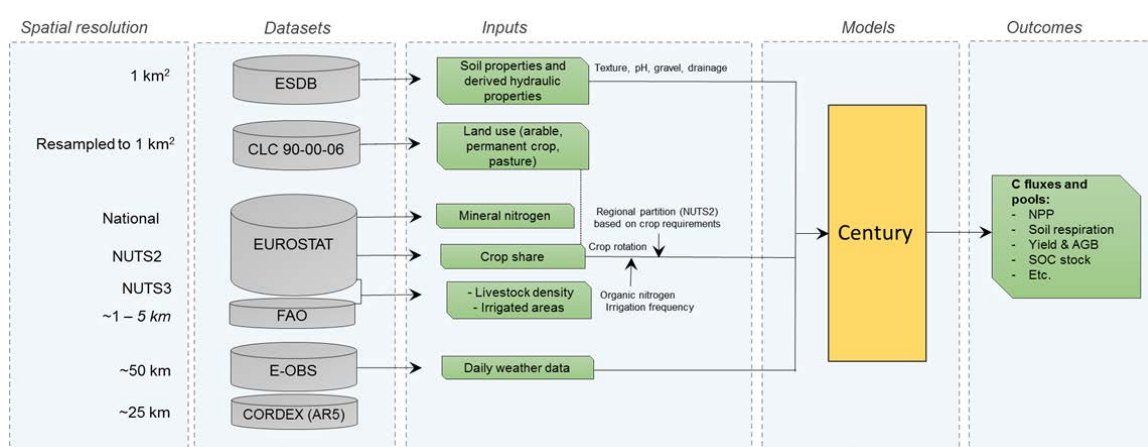 Spatial resolution
Datasets
Inputs
Models
Outcomes
1 km²
ESDB
Soil properties and
derived hydraulic
properties
Texture, pH, gravel, drainage
Resampled to 1 km²
CLC 90-00-06
Land use (arable,
permanent crop,
pasture)
National
EUROSTAT
Mineral nitrogen
Regional partition (NUTS2)
based on crop requirements
NUTS2
Crop share
Crop rotation
NUTS3
- Livestock density
- Irrigated areas
Organic nitrogen
Irrigation frequency
~1 – 5 km
FAO
~50 km
E-OBS
Daily weather data
~25 km
CORDEX (AR5)
Century
C fluxes and
pools:
- NPP
- Soil respiration
- Yield & AGB
- SOC stock
- Etc.